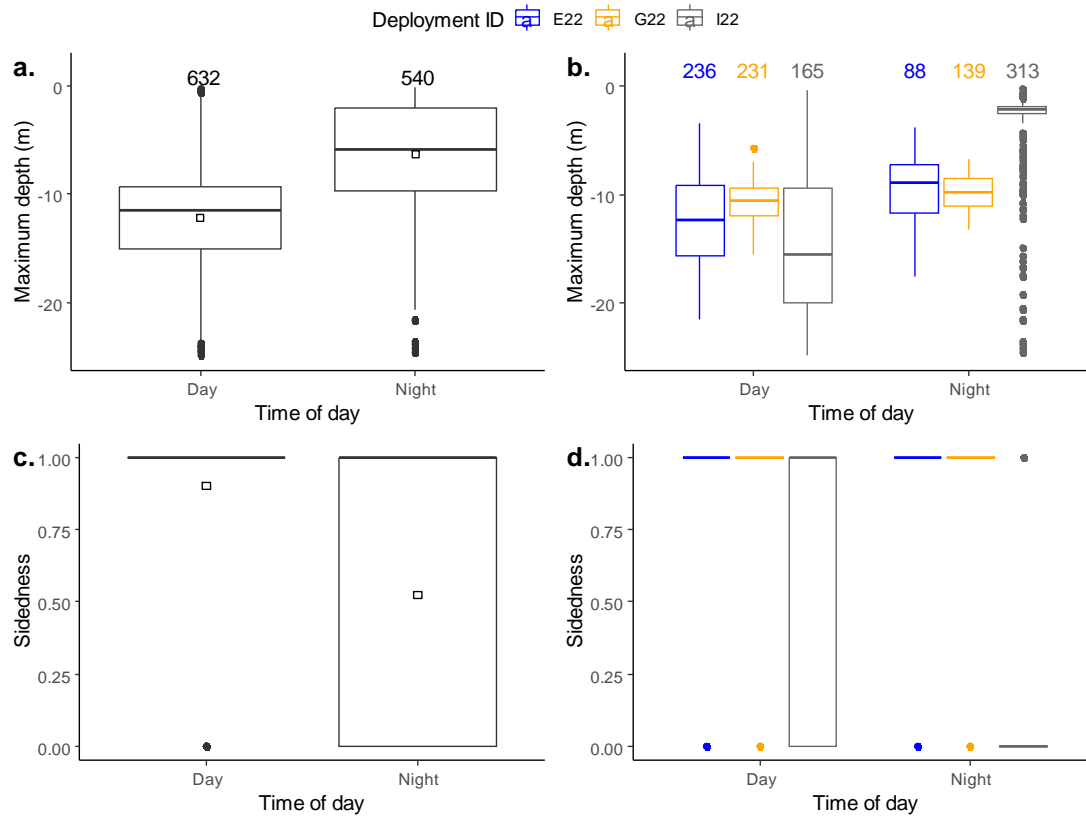 Deployment ID a E22 a G22 a I22
a.
632
540
0
-10
-20
Maximum depth (m)
Day Night
Time of day
b.
236 231 165 88 139 313
0
-10
-20
Maximum depth (m)
Day Night
Time of day
c.
1.00
0.75
0.50
0.25
0.00
Sidedness
Day Night
Time of day
d.
1.00
0.75
0.50
0.25
0.00
Sidedness
Day Night
Time of day